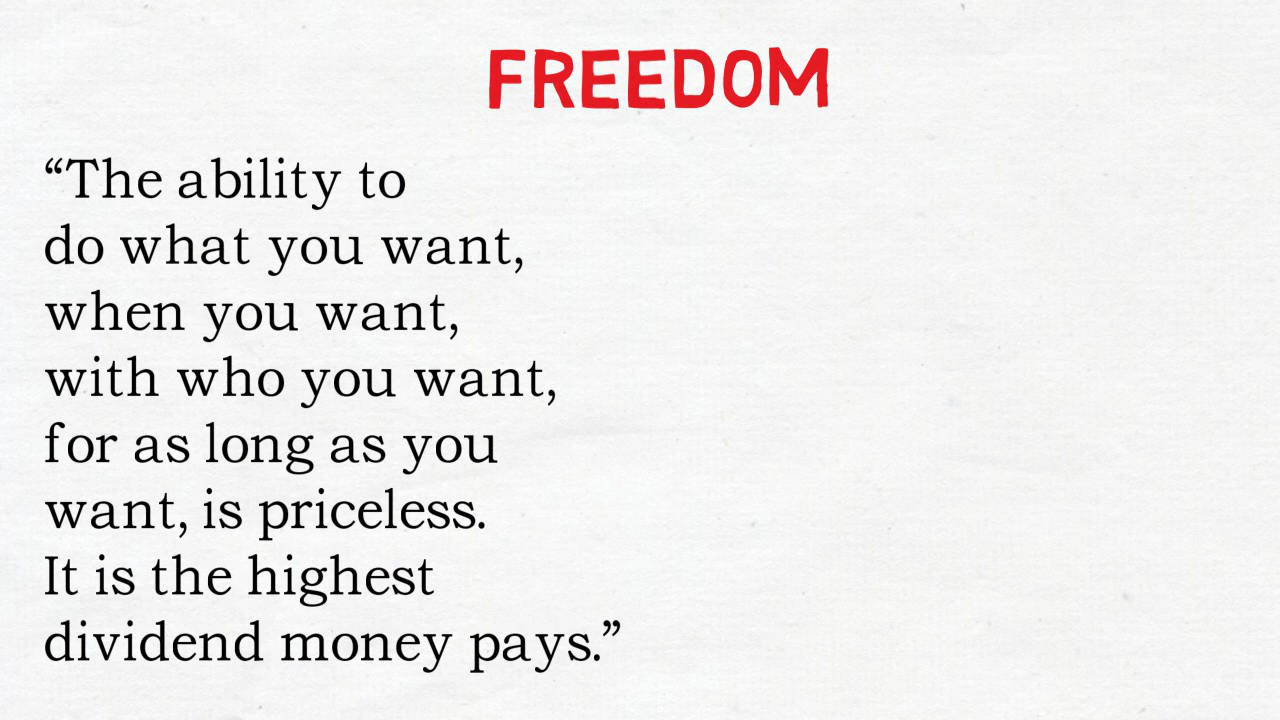 FREEDOM
“The ability to
do what you want,
when you want,
with who you want,
for as long as you
want, is priceless.
It is the highest
dividend money pays.”